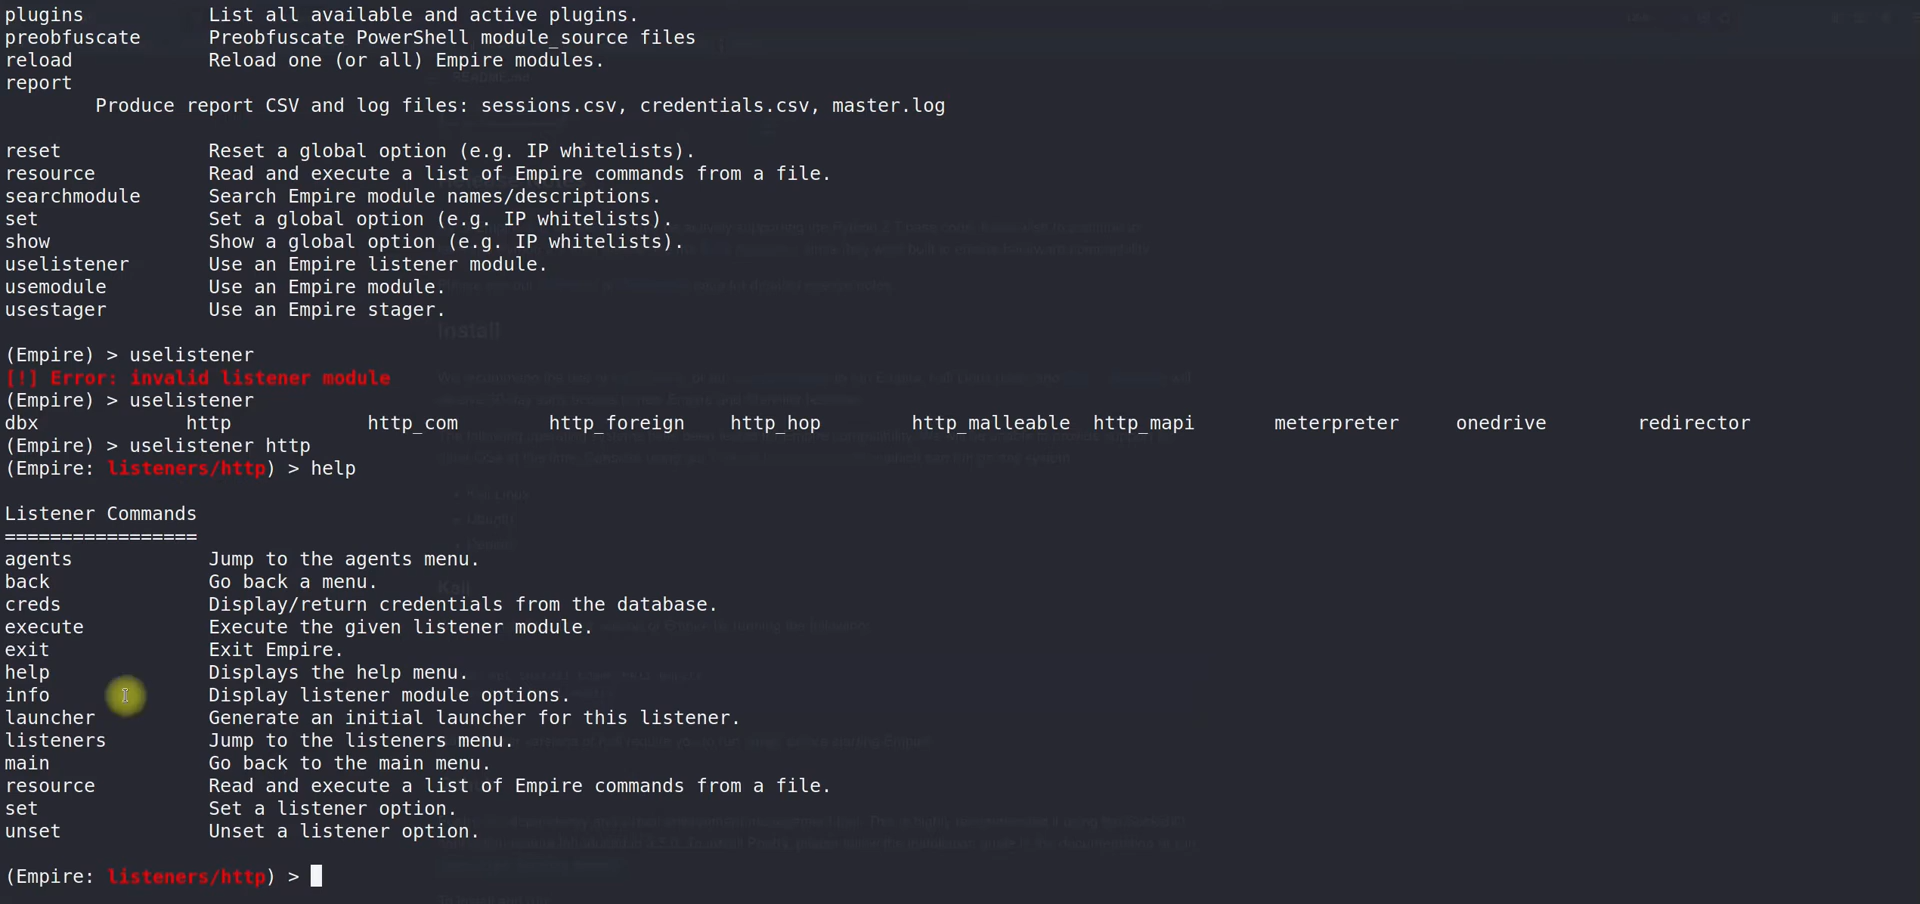 plugins List all available and active plugins.
preobfuscate Preobfuscate PowerShell module_source files
reload Reload one (or all) Empire modules.
report
Produce report CSV and log files: sessions.csv, credentials.csv, master.log
reset Reset a global option (e.g. IP whitelists).
resource Read and execute a list of Empire commands from a file.
searchmodule Search Empire module names/descriptions.
set Set a global option (e.g. IP whitelists).
show Show a global option (e.g. IP whitelists).
uselistener Use an Empire listener module.
usemodule Use an Empire module.
usestager Use an Empire stager.
Install
(Empire) > uselistener
[!] Error: invalid listener module
(Empire) > uselistener
dbx http http_com http_foreign http_hop http_malleable http_mapi meterpreter onedrive redirector
(Empire) > uselistener http
(Empire: listeners/http) > help
Listener Commands
=================
agents Jump to the agents menu.
back Go back a menu.
Kali
creds Display/return credentials from the database.
execute Execute the given listener module.
exit Exit Empire.
help Displays the help menu.
info Display listener module options.
launcher Generate an initial launcher for this listener.
listeners Jump to the listeners menu.
main Go back to the main menu.
resource Read and execute a list of Empire commands from a file.
set Set a listener option.
unset Unset a listener option.
(Empire: listeners/http) >